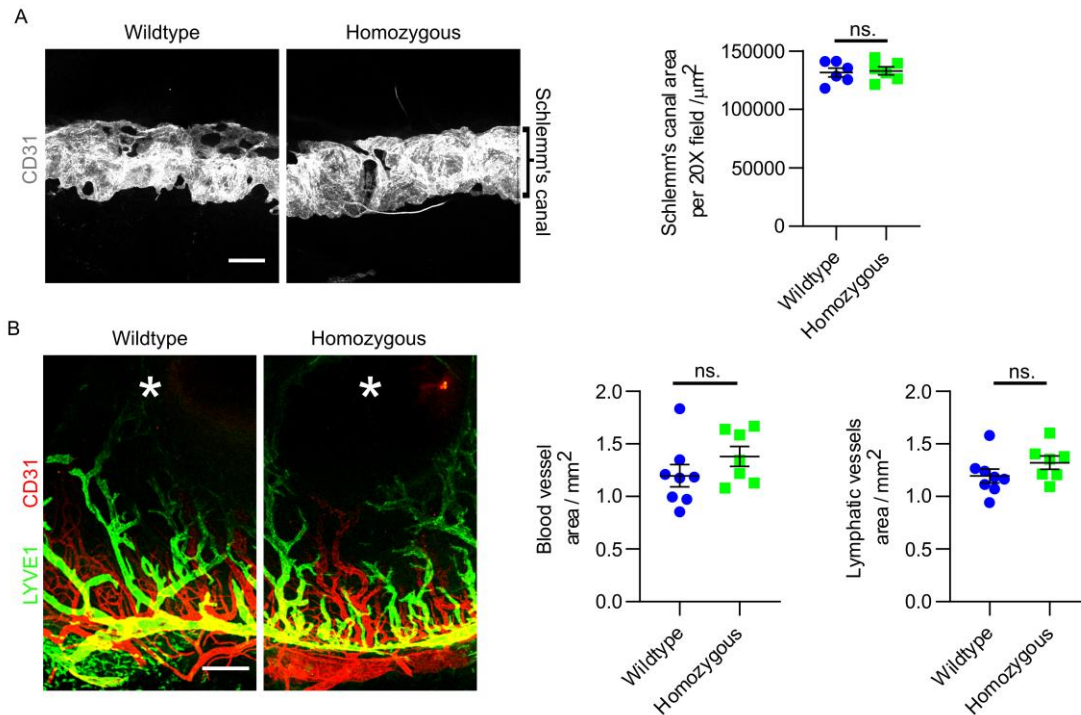 A
Wildtype
Homozygous
CD31
Schlemm's canal
Schlemm's canal area
per 20X field /μm²
ns.
150000
100000
50000
0
Wildtype
Homozygous
B
Wildtype
Homozygous
*
*
LYVE1 CD31
Blood vessel
area / mm²
ns.
2.0
1.5
1.0
0.5
0.0
Wildtype
Homozygous
Lymphatic vessels
area / mm²
ns.
2.0
1.5
1.0
0.5
0.0
Wildtype
Homozygous